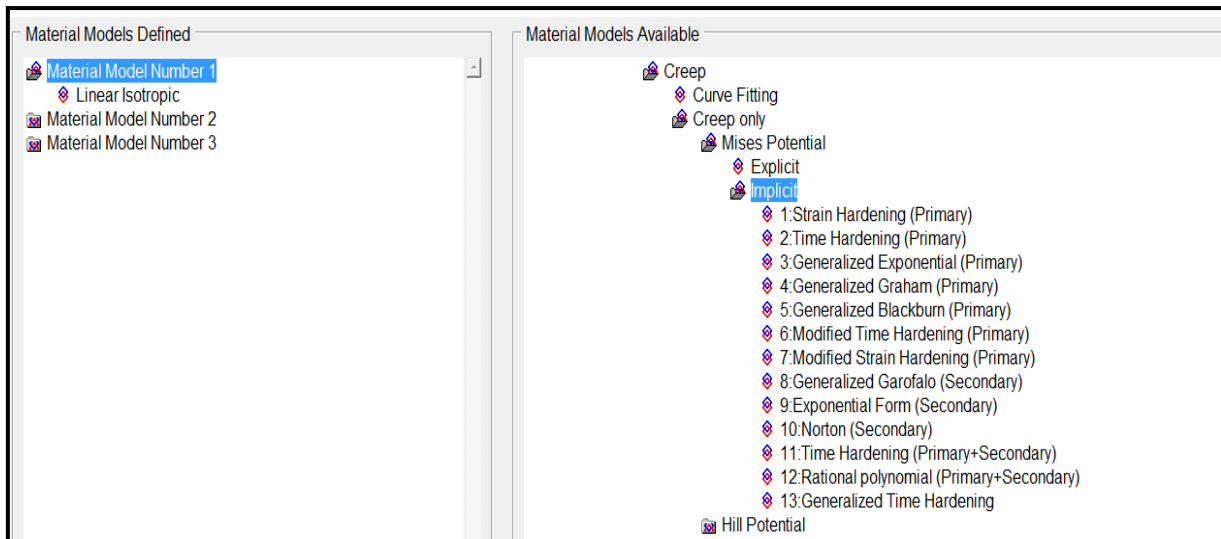 Material Models Defined
Material Model Number 1
Linear Isotropic
Material Model Number 2
Material Model Number 3
Material Models Available
Creep
Curve Fitting
Creep only
Mises Potential
Explicit
Implicit
1:Strain Hardening (Primary)
2:Time Hardening (Primary)
3:Generalized Exponential (Primary)
4:Generalized Graham (Primary)
5:Generalized Blackburn (Primary)
6:Modified Time Hardening (Primary)
7:Modified Strain Hardening (Primary)
8:Generalized Garofalo (Secondary)
9:Exponential Form (Secondary)
10:Norton (Secondary)
11:Time Hardening (Primary+Secondary)
12:Rational polynomial (Primary+Secondary)
13:Generalized Time Hardening
Hill Potential